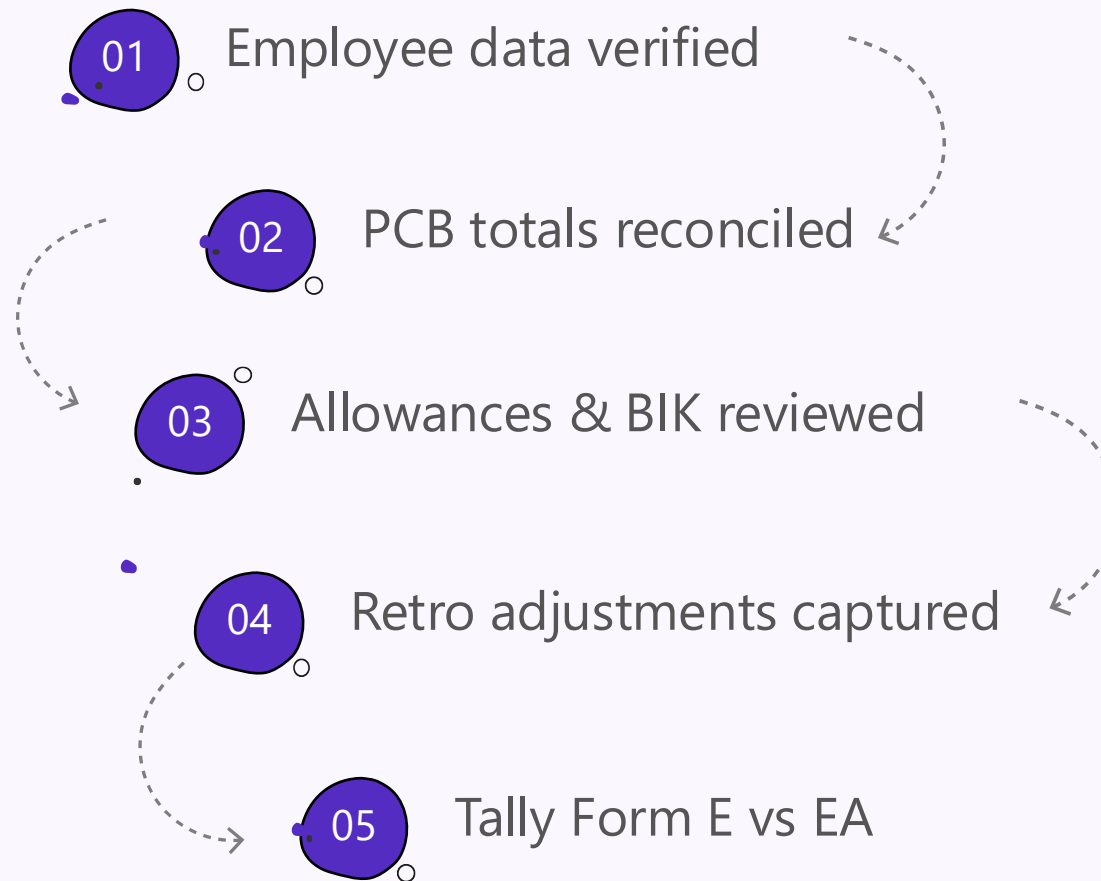 01 Employee data verified
02 PCB totals reconciled
03 Allowances & BIK reviewed
04 Retro adjustments captured
05 Tally Form E vs EA